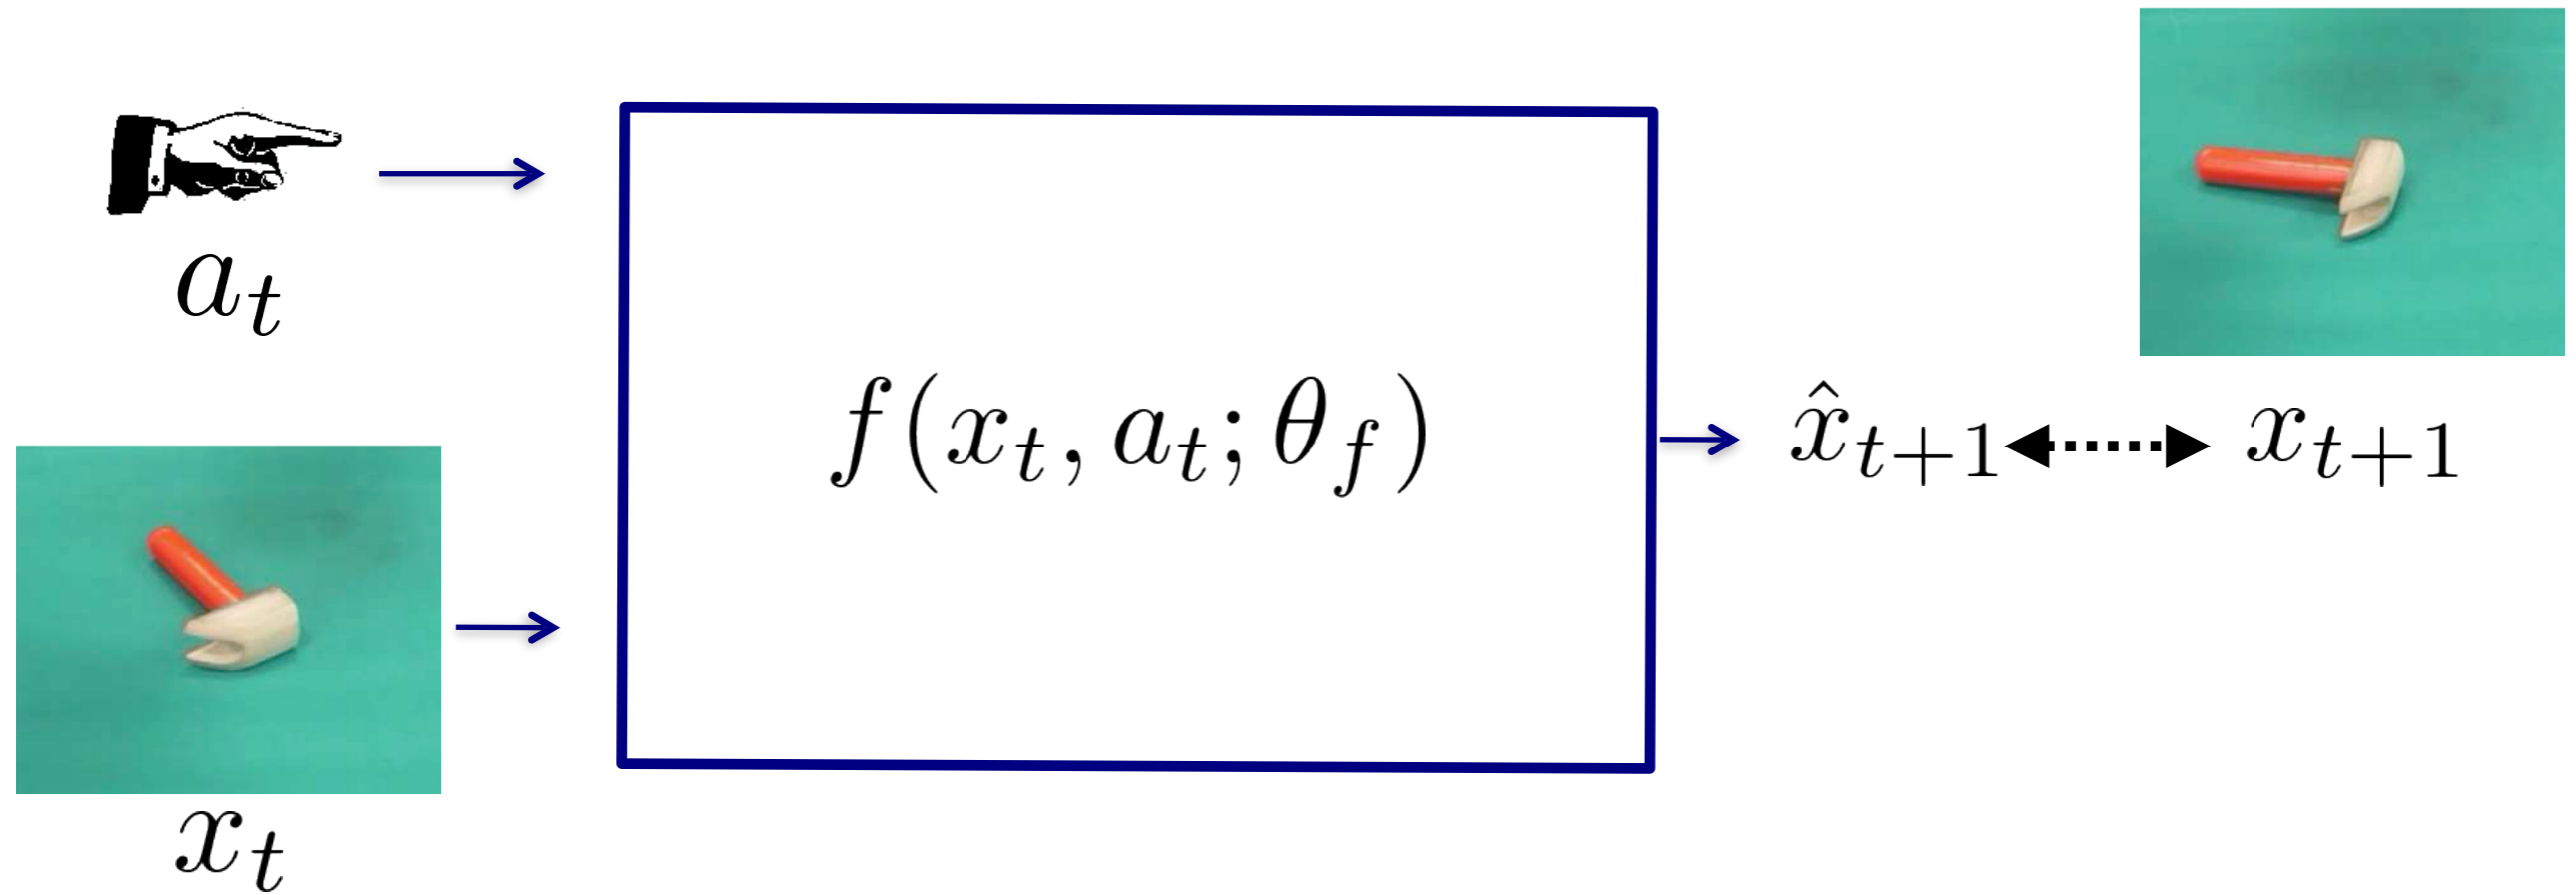 a_t
f(x_t, a_t; θ_f)
x̂_{t+1} x_{t+1}
x_t